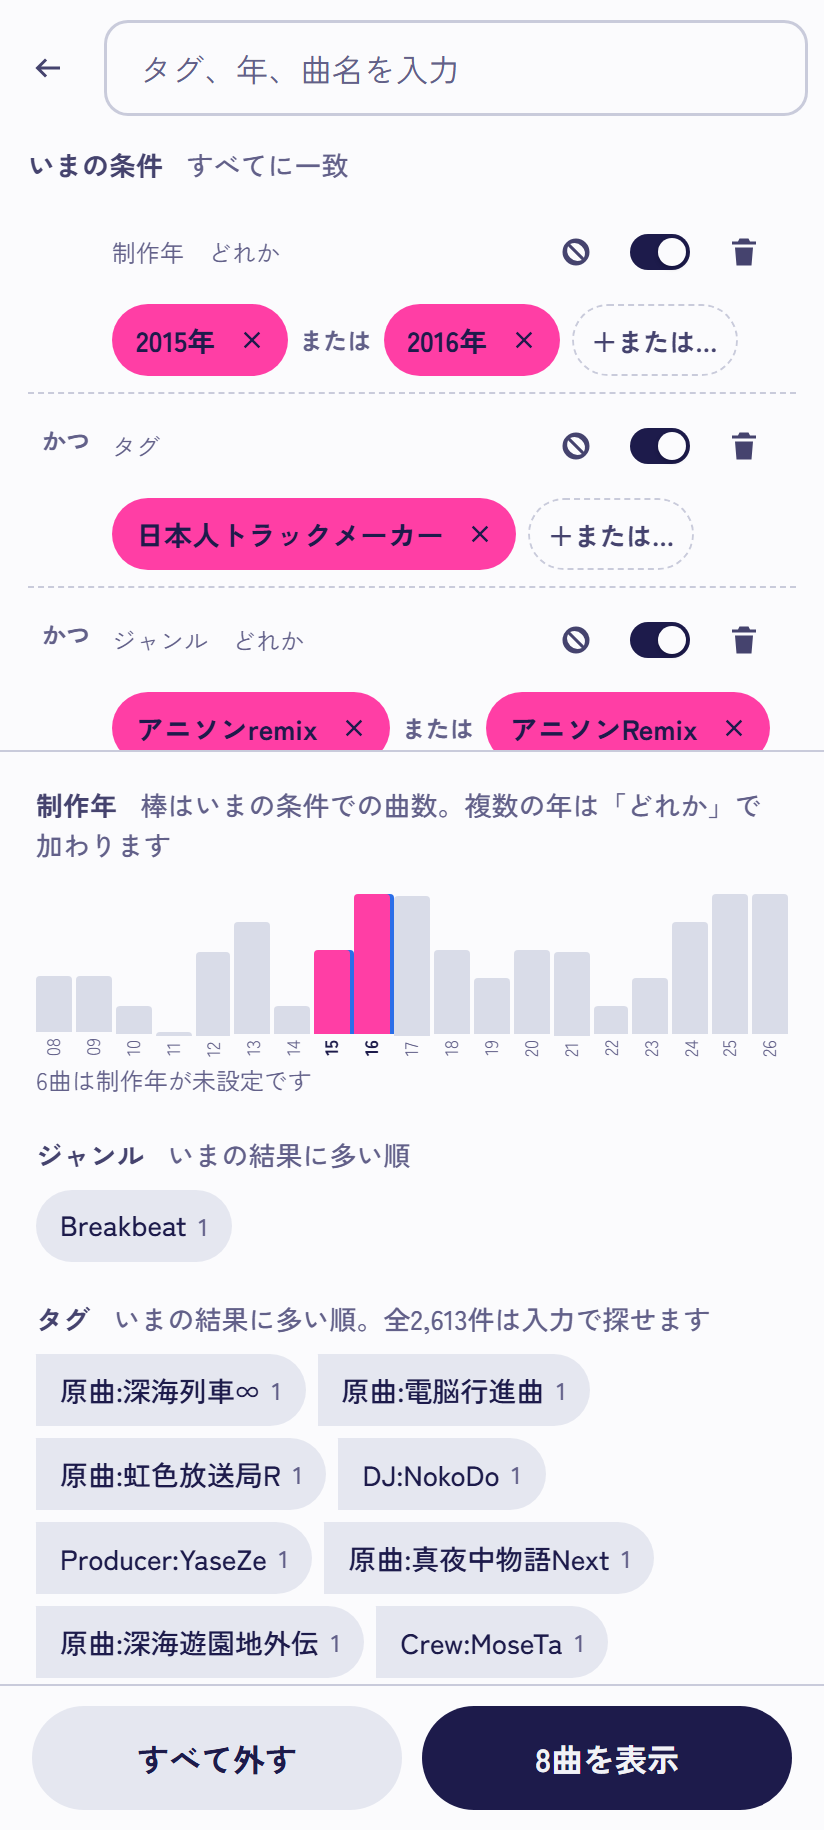 タグ、年、曲名を入力
いまの条件 すべてに一致
制作年 どれか
2015年 × または 2016年 × +または...
かつ タグ
日本人トラックメーカー × +または...
かつ ジャンル どれか
アニソンremix × または アニソンRemix ×
制作年 棒はいまの条件での曲数。複数の年は「どれか」で
加わります
08 09 10 11 12 13 14 15 16 17 18 19 20 21 22 23 24 25 26
6曲は制作年が未設定です
ジャンル いまの結果に多い順
Breakbeat 1
タグ いまの結果に多い順。全2,613件は入力で探せます
原曲:深海列車∞ 1 原曲:電脳行進曲 1
原曲:虹色放送局R 1 DJ:NokoDo 1
Producer:YaseZe 1 原曲:真夜中物語Next 1
原曲:深海遊園地外伝 1 Crew:MoseTa 1
すべて外す 8曲を表示